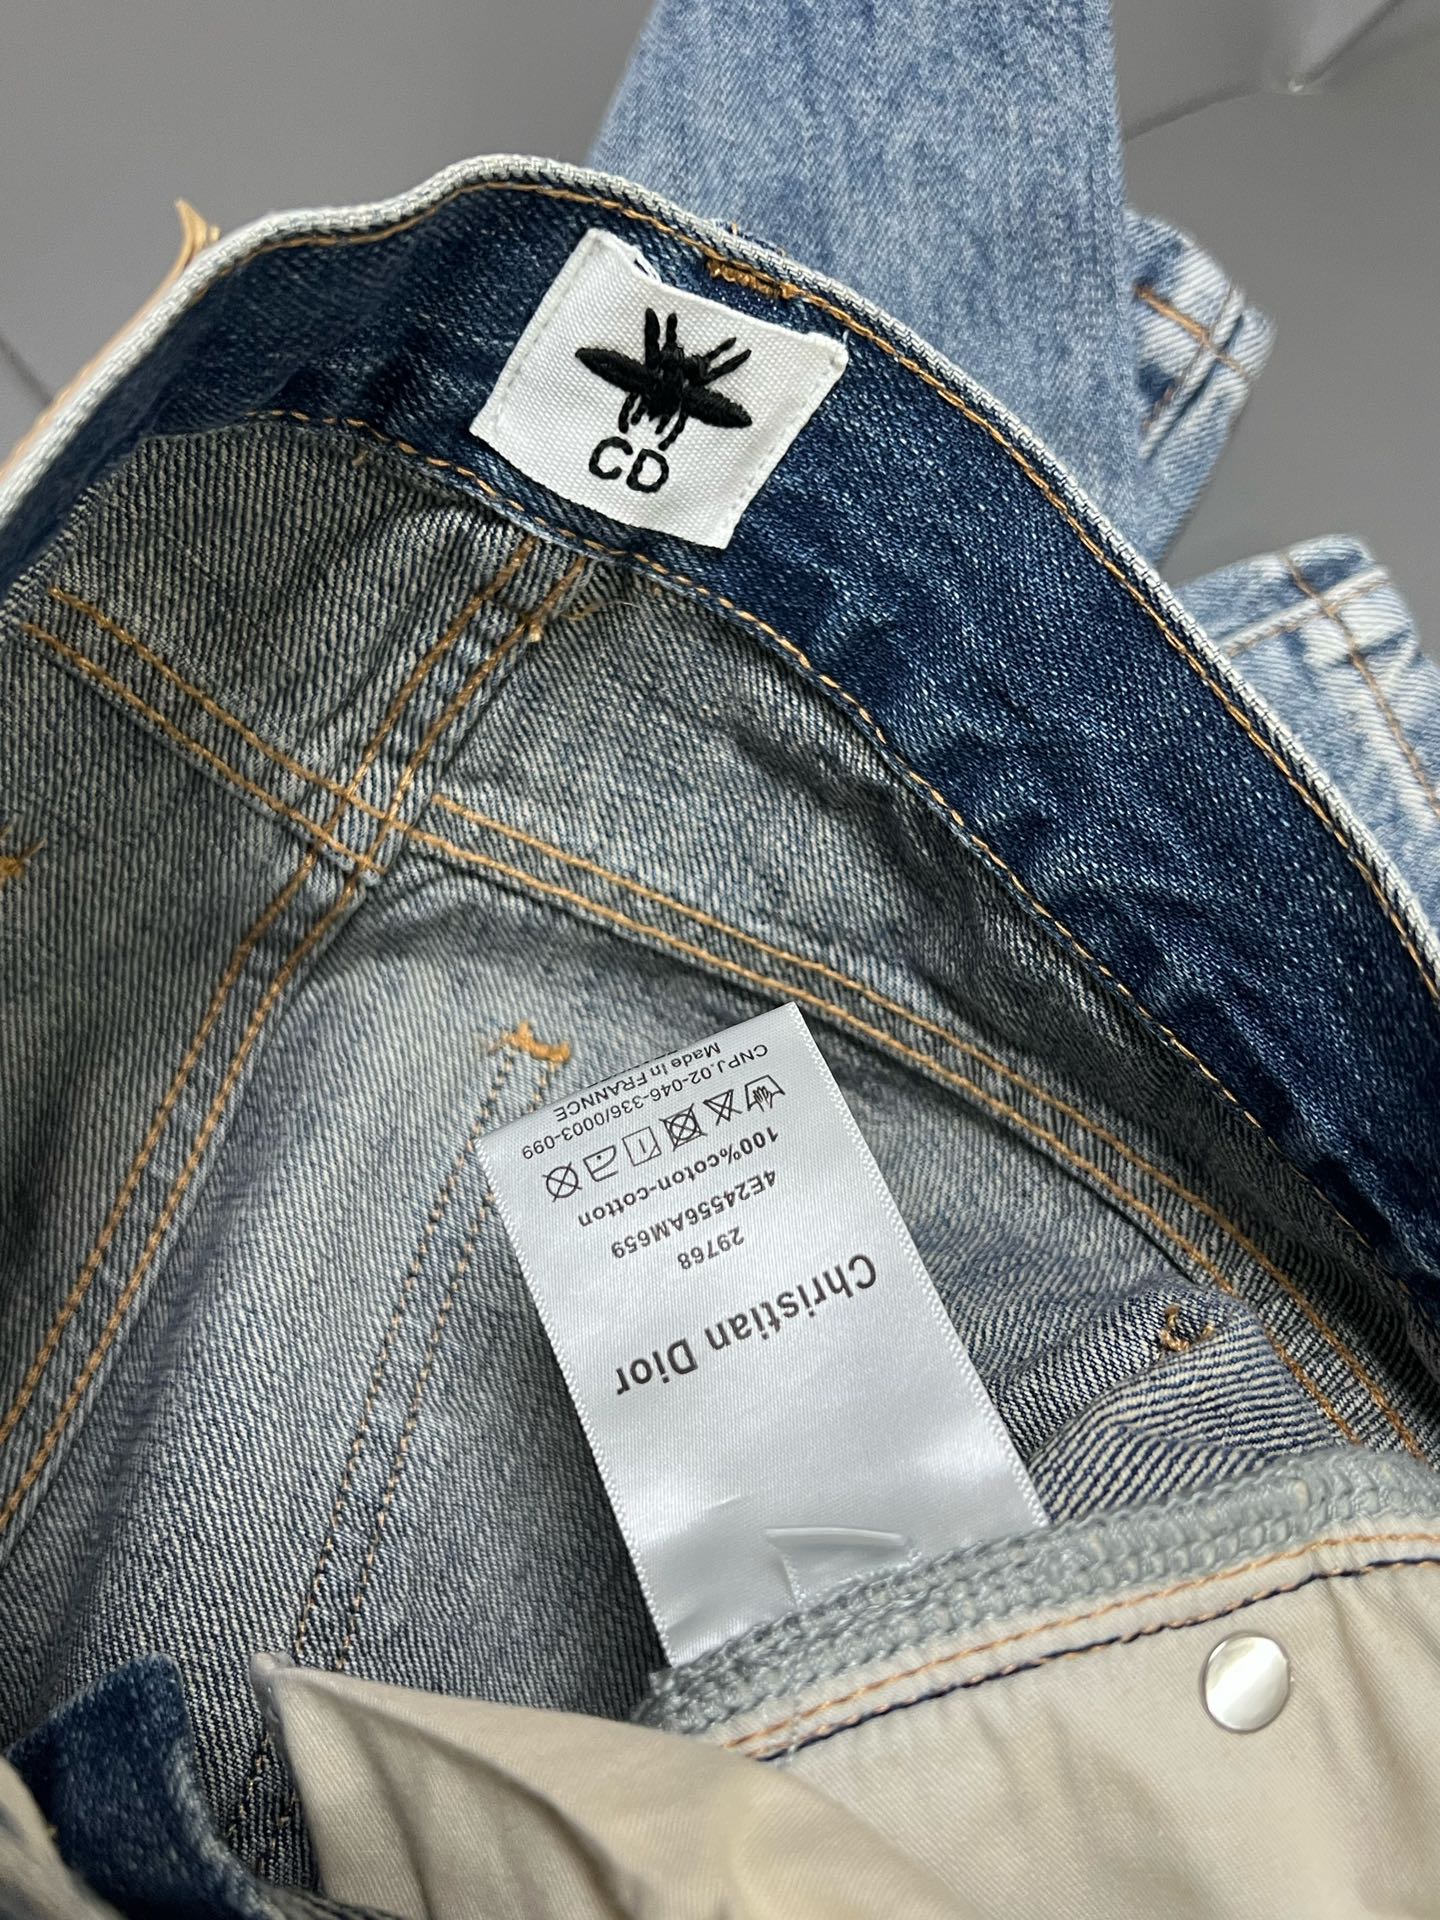 CD
Christian Dior
29768
4E24556AM659
100%coton-cotton
CNPJ.02-046-336/0003-099
Made in FRANNCE